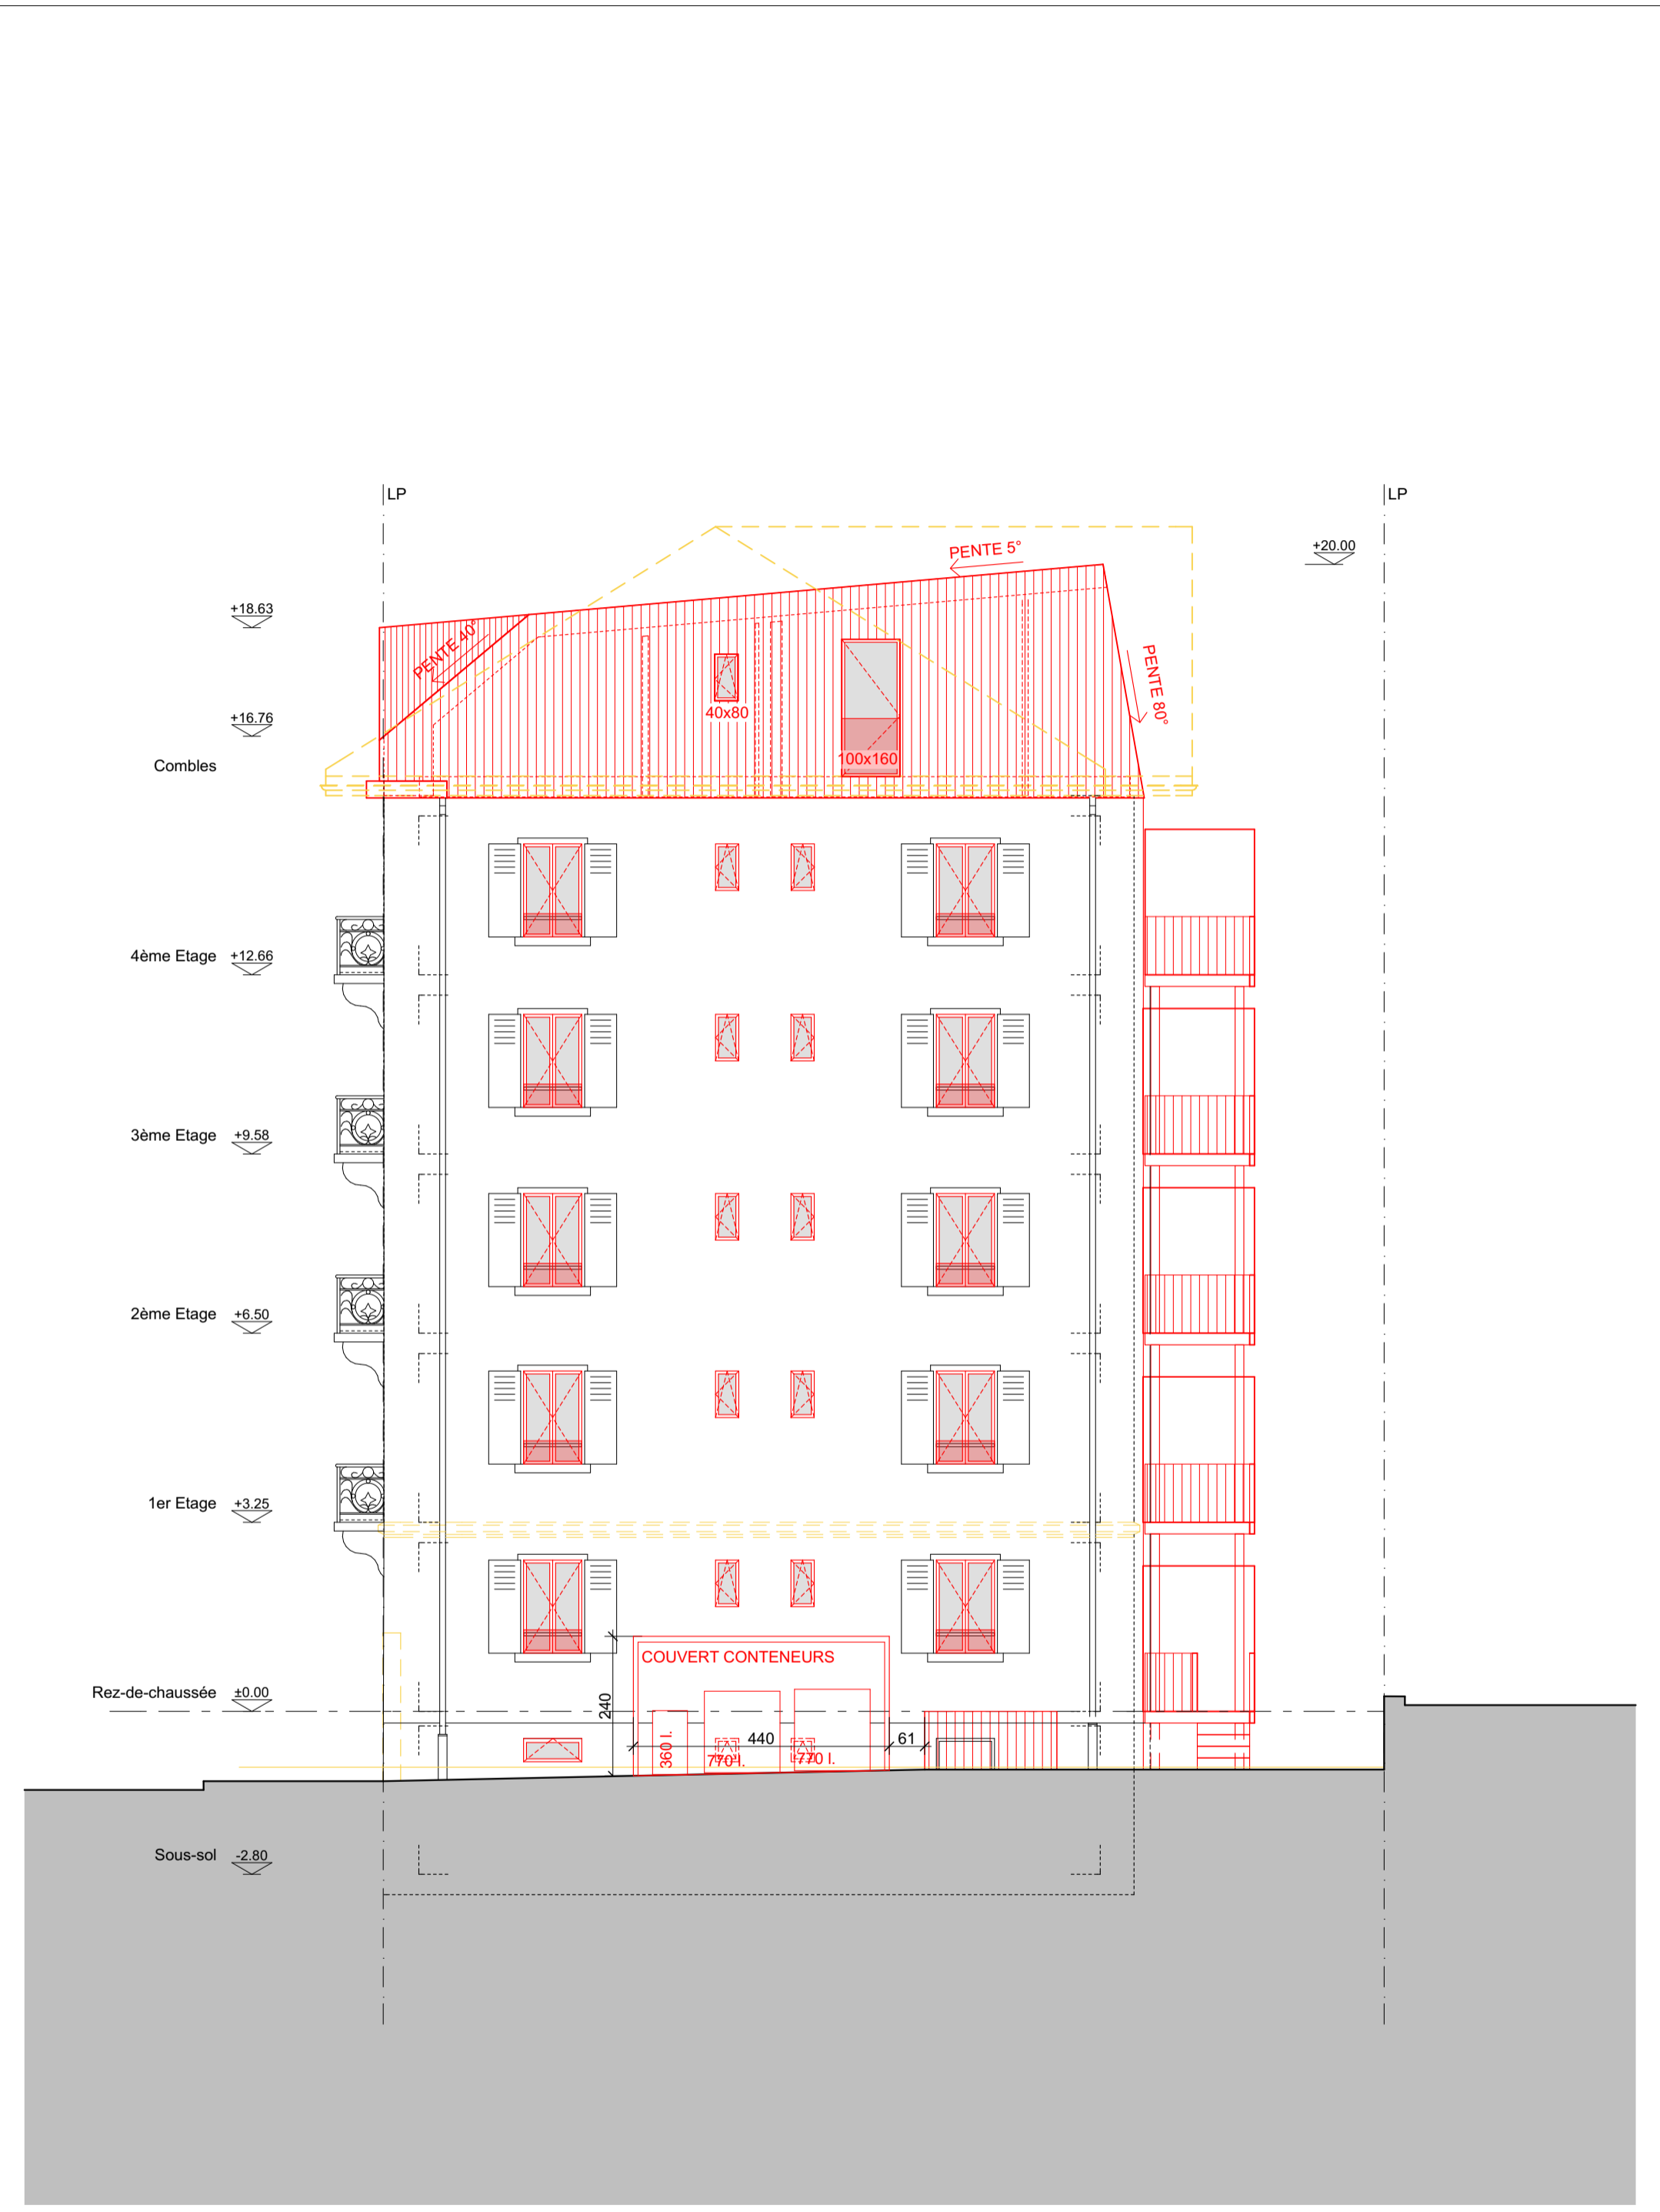 LP
LP
+20.00
PENTE 5°
+18.63
PENTE 40°
PENTE 80°
40x80
+16.76
100x160
Combles
4ème Etage +12.66
3ème Etage +9.58
2ème Etage +6.50
1er Etage +3.25
COUVERT CONTENEURS
Rez-de-chaussée ±0.00
240
440
61
360 l.
770 l.
770 l.
Sous-sol -2.80